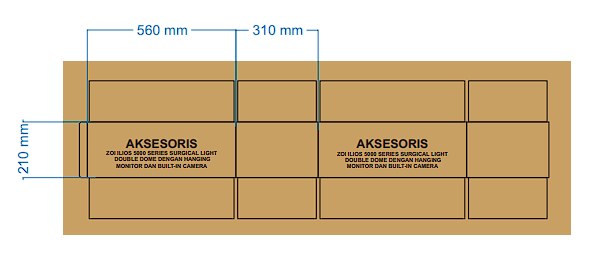 560 mm
310 mm
210 mm
AKSESORIS
ZOI ILIOS 5000 SERIES SURGICAL LIGHT
DOUBLE DOME DENGAN HANGING
MONITOR DAN BUILT-IN CAMERA
AKSESORIS
ZOI ILIOS 5000 SERIES SURGICAL LIGHT
DOUBLE DOME DENGAN HANGING
MONITOR DAN BUILT-IN CAMERA